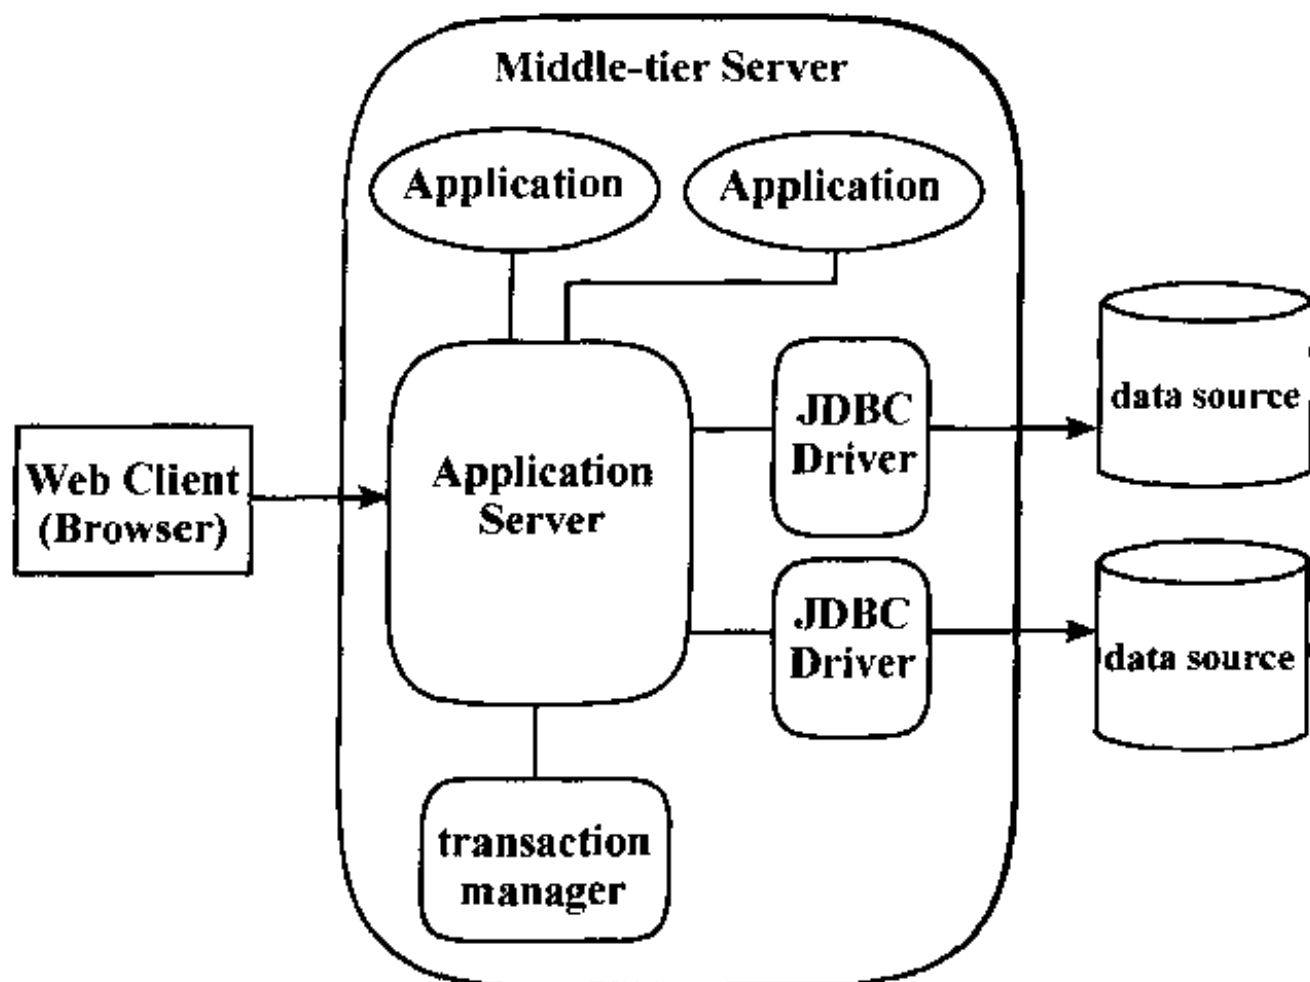 Middle-tier Server
Application
Application
JDBC
Driver
data source
Web Client
(Browser)
Application
Server
JDBC
Driver
data source
transaction
manager